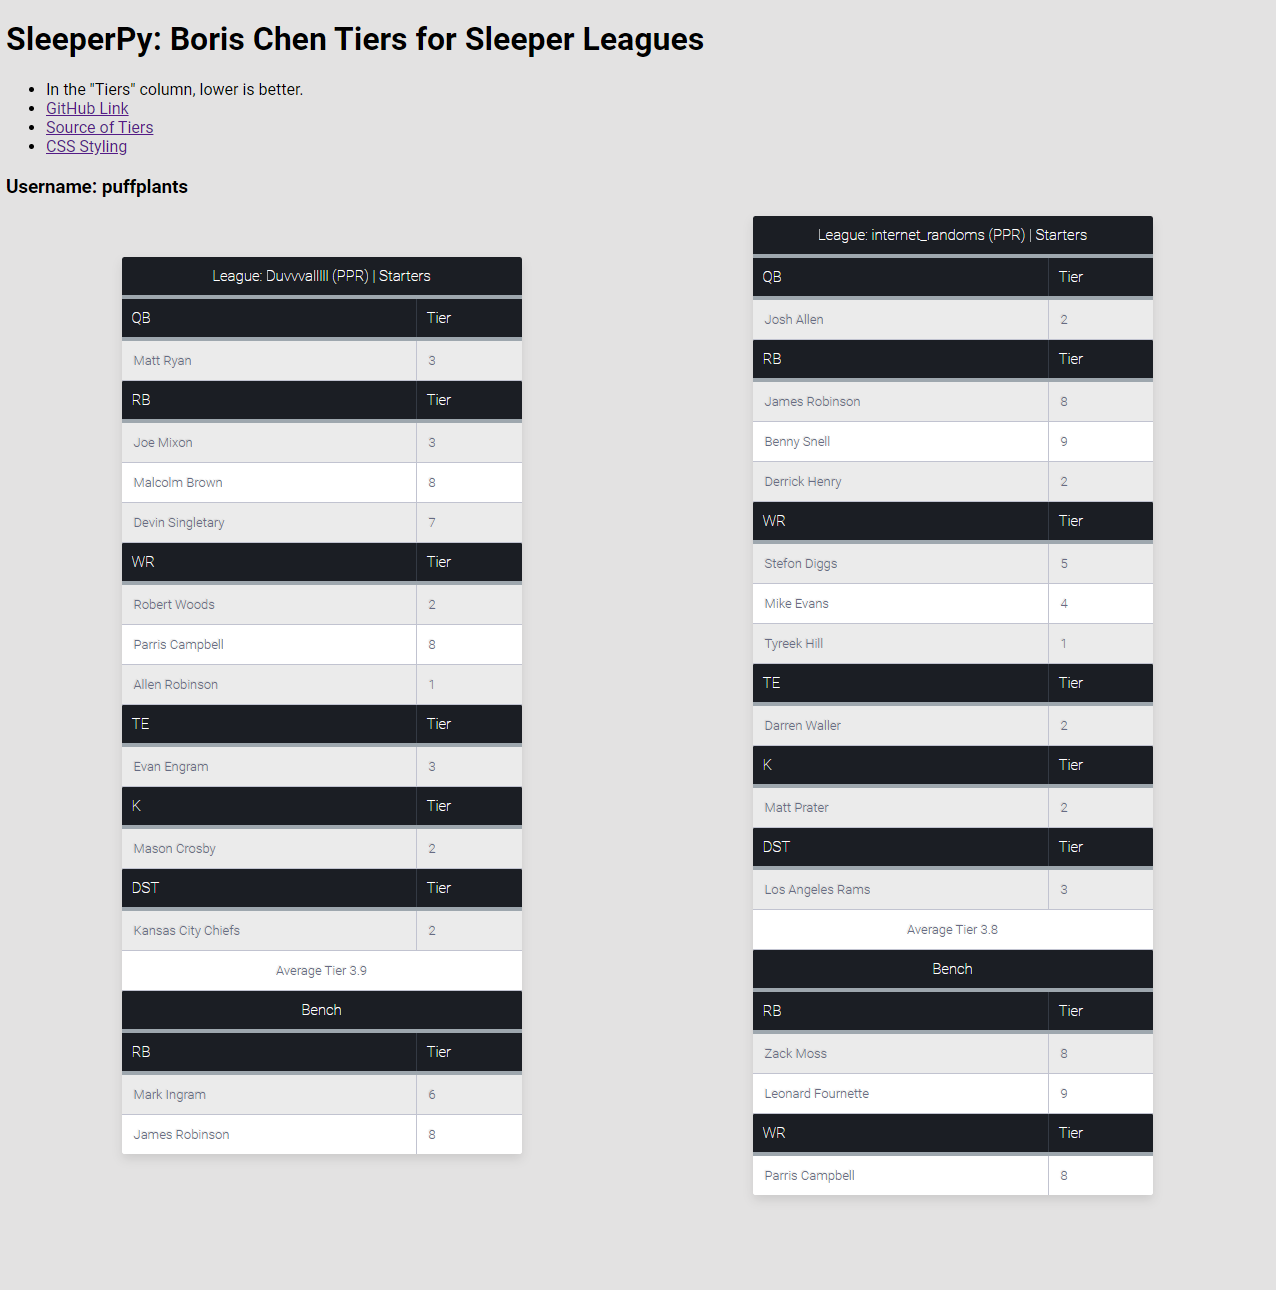 SleeperPy: Boris Chen Tiers for Sleeper Leagues
In the "Tiers" column, lower is better.
GitHub Link
Source of Tiers
CSS Styling
Username: puffplants
League: Duvvvalllll (PPR) | Starters
QB Tier
Matt Ryan 3
RB Tier
Joe Mixon 3
Malcolm Brown 8
Devin Singletary 7
WR Tier
Robert Woods 2
Parris Campbell 8
Allen Robinson 1
TE Tier
Evan Engram 3
K Tier
Mason Crosby 2
DST Tier
Kansas City Chiefs 2
Average Tier 3.9
Bench
RB Tier
Mark Ingram 6
James Robinson 8
League: internet_randoms (PPR) | Starters
QB Tier
Josh Allen 2
RB Tier
James Robinson 8
Benny Snell 9
Derrick Henry 2
WR Tier
Stefon Diggs 5
Mike Evans 4
Tyreek Hill 1
TE Tier
Darren Waller 2
K Tier
Matt Prater 2
DST Tier
Los Angeles Rams 3
Average Tier 3.8
Bench
RB Tier
Zack Moss 8
Leonard Fournette 9
WR Tier
Parris Campbell 8